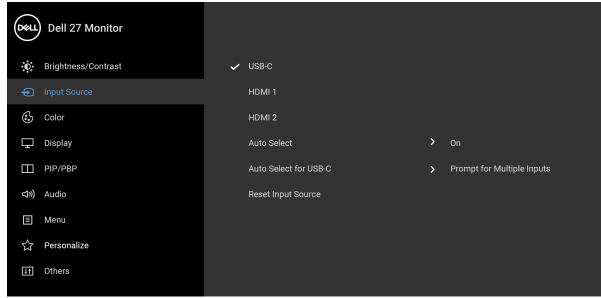 DELL Dell 27 Monitor
Brightness/Contrast
Input Source
Color
Display
PIP/PBP
Audio
Menu
Personalize
Others
USB-C
HDMI 1
HDMI 2
Auto Select On
Auto Select for USB-C Prompt for Multiple Inputs
Reset Input Source